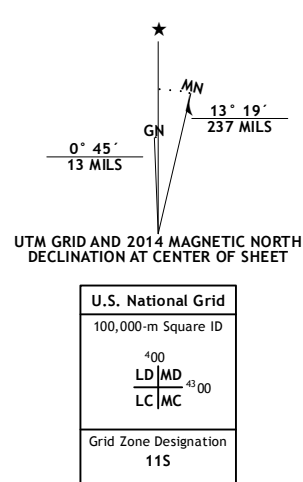 ★
MN
GN
13° 19´
237 MILS
0° 45´
13 MILS
UTM GRID AND 2014 MAGNETIC NORTH
DECLINATION AT CENTER OF SHEET
U.S. National Grid
100,000-m Square ID
400
LD MD
4300
LC MC
Grid Zone Designation
11S